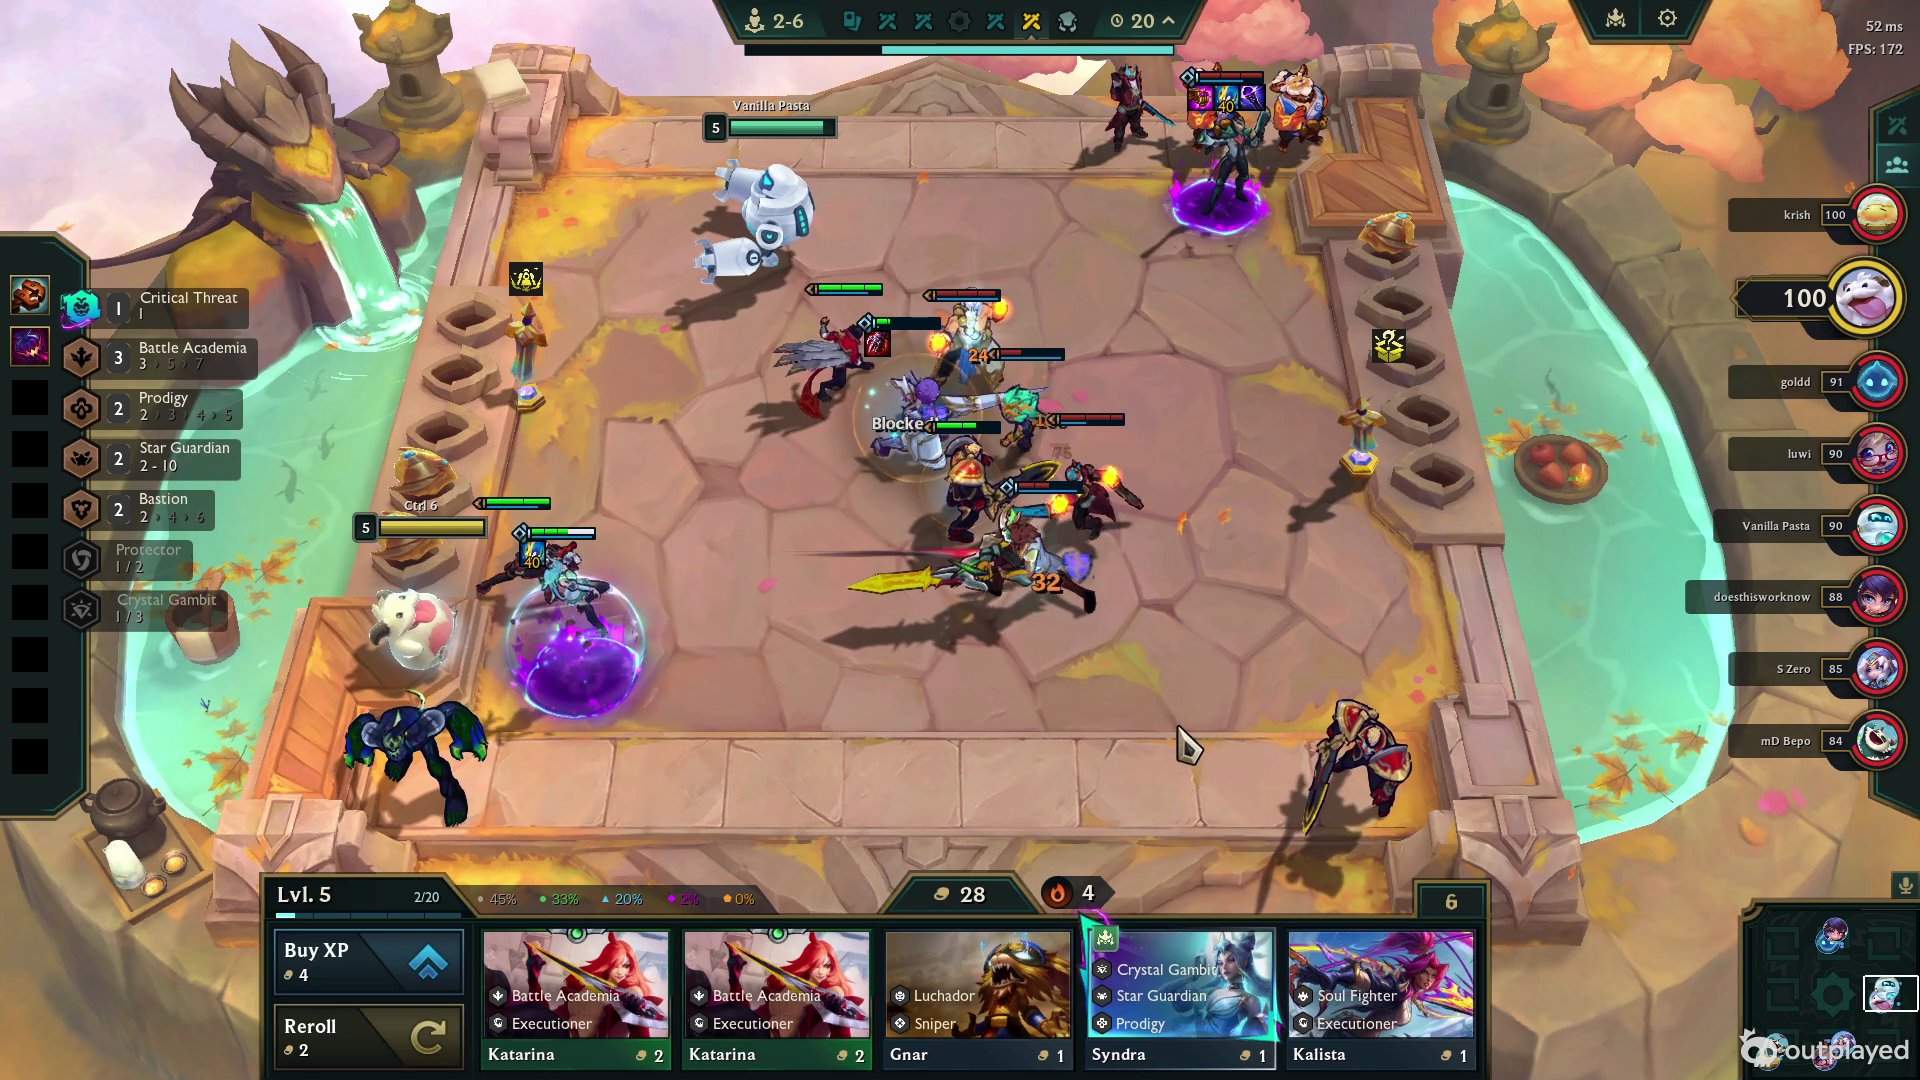 2-6
20
52 ms
FPS: 172
Vanilla Pasta
5
40
krish 100
100
goldd 91
luwi 90
Vanilla Pasta 90
doesthisworknow 88
S Zero 85
mD Bepo 84
1 Critical Threat
1
3 Battle Academia
3 › 5 › 7
2 Prodigy
2 › 3 › 4 › 5
2 Star Guardian
2 - 10
2 Bastion
2 › 4 › 6
Protector
1 / 2
Crystal Gambit
1 / 3
24
Blocke
75
32
Ctrl 6
5
40
Lvl. 5 2/20
45% 33% 20% 2% 0%
28
4
6
Buy XP
4
Reroll
2
Battle Academia
Executioner
Katarina 2
Battle Academia
Executioner
Katarina 2
Luchador
Sniper
Gnar 1
Crystal Gambit
Star Guardian
Prodigy
Syndra 1
Soul Fighter
Executioner
Kalista 1
outplayed